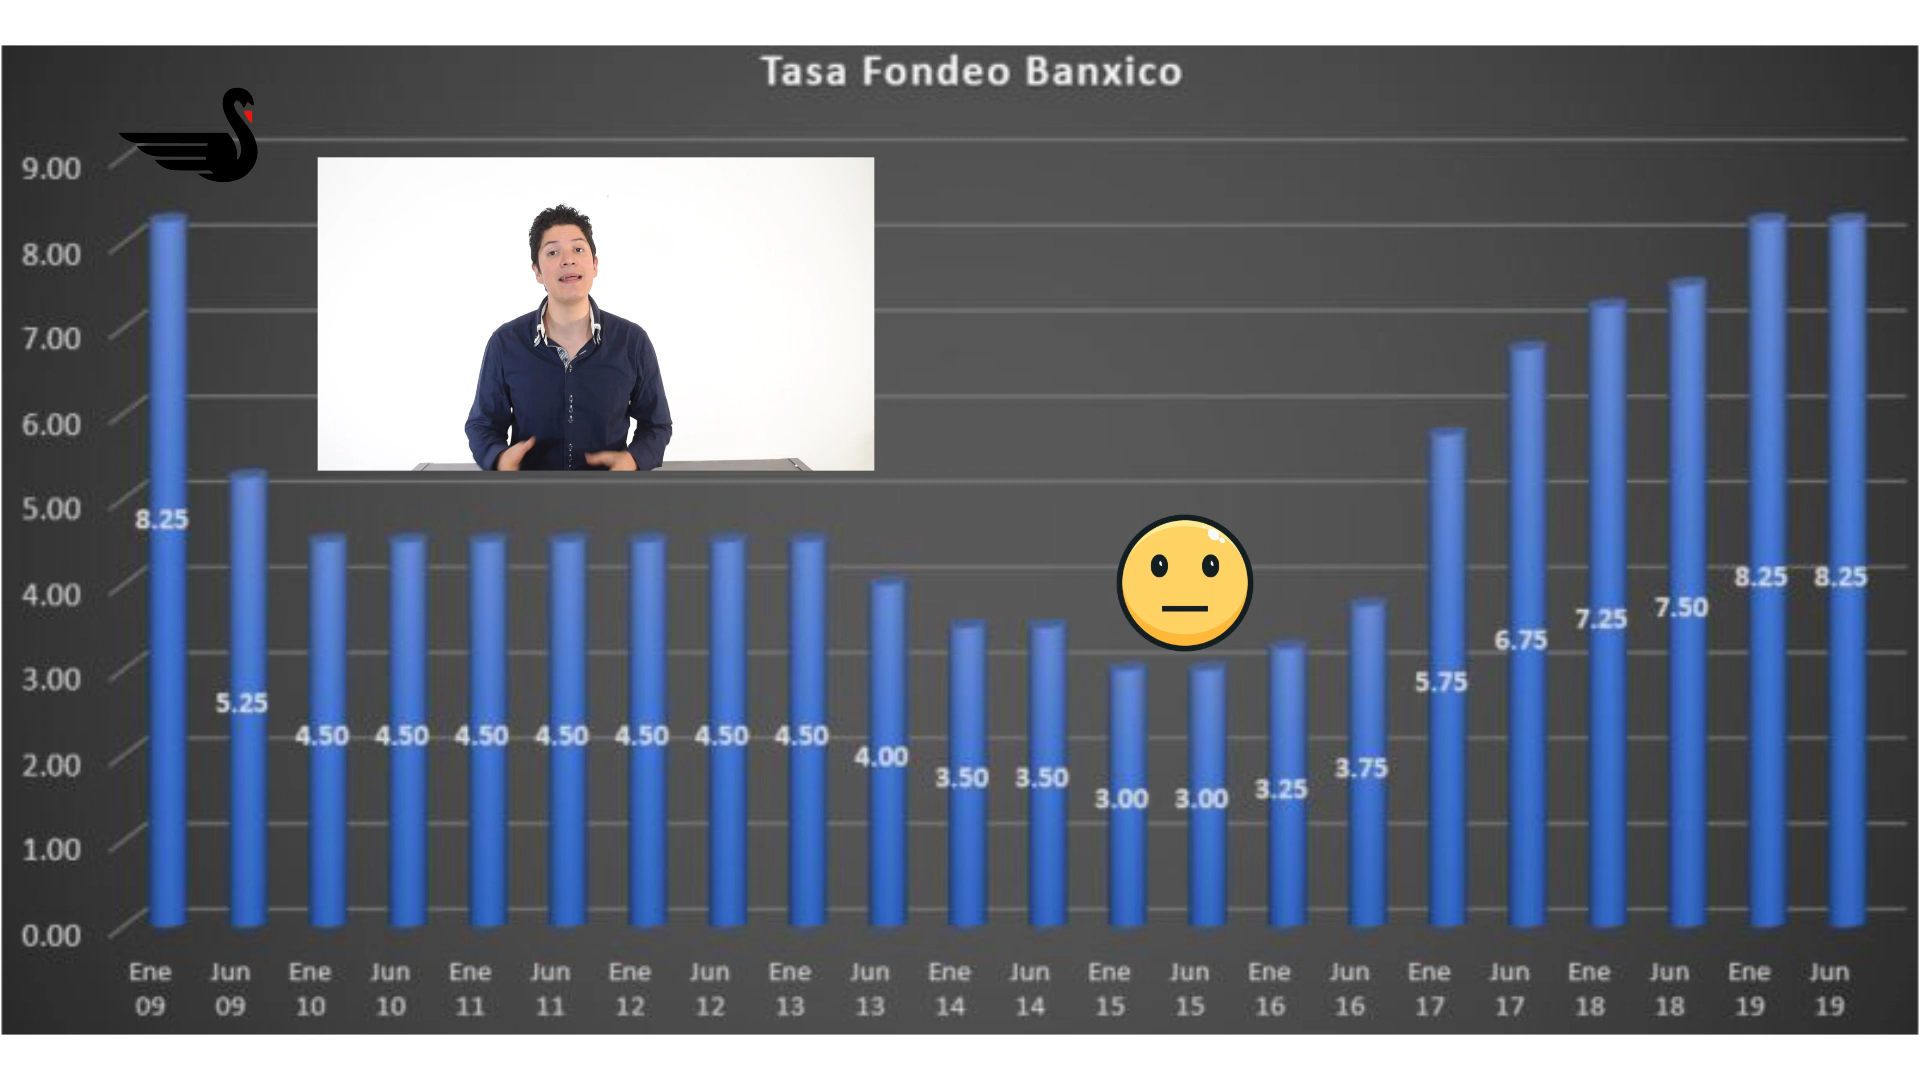 Tasa Fondeo Banxico
9.00
8.00
7.00
6.00
5.00
4.00
3.00
2.00
1.00
0.00
8.25
5.25
4.50
4.50
4.50
4.50
4.50
4.50
4.50
4.00
3.50
3.50
3.00
3.00
3.25
3.75
5.75
6.75
7.25
7.50
8.25
8.25
Ene 09
Jun 09
Ene 10
Jun 10
Ene 11
Jun 11
Ene 12
Jun 12
Ene 13
Jun 13
Ene 14
Jun 14
Ene 15
Jun 15
Ene 16
Jun 16
Ene 17
Jun 17
Ene 18
Jun 18
Ene 19
Jun 19